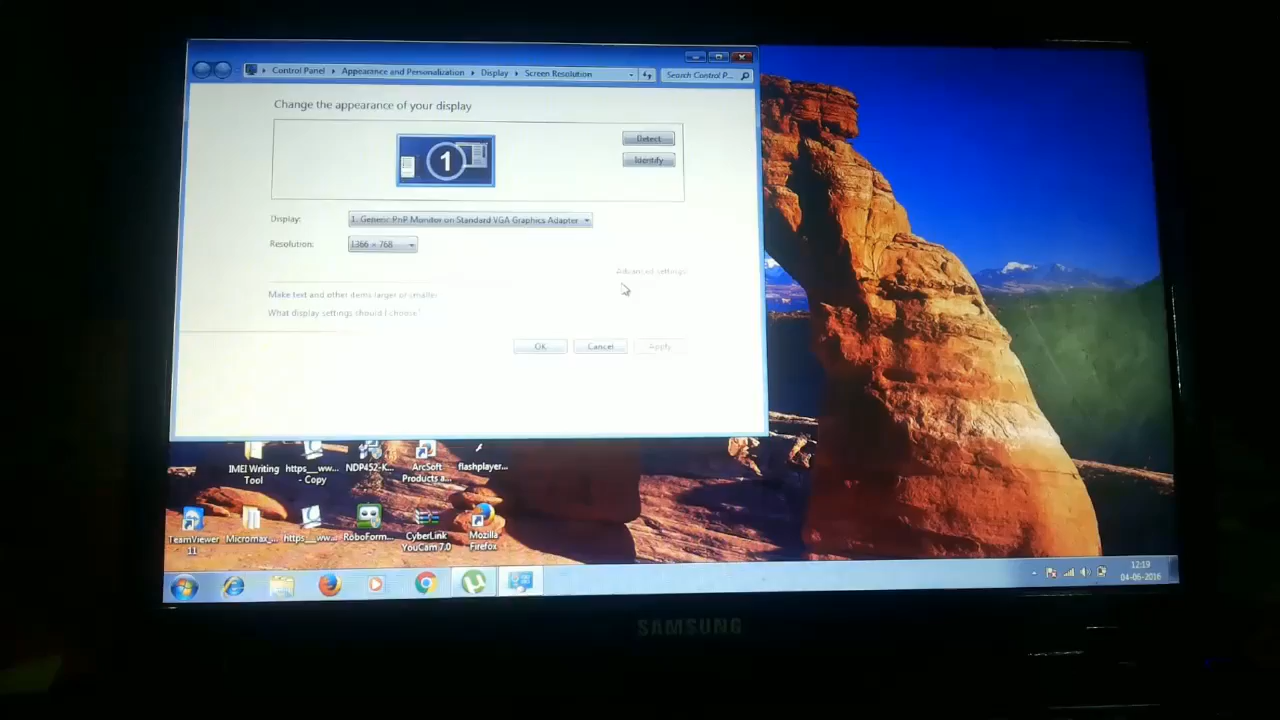 Control Panel ▸ Appearance and Personalization ▸ Display ▸ Screen Resolution
Search Control P...
Change the appearance of your display
1
Detect
Identify
Display: 1. Generic PnP Monitor on Standard VGA Graphics Adapter
Resolution: 1366 × 768
Advanced settings
Make text and other items larger or smaller
What display settings should I choose?
OK Cancel Apply
IMEI Writing Tool
https___ww... - Copy
NDP452-K...
ArcSoft Products a...
flashplayer...
TeamViewer 11
Micromax_...
https___ww...
RoboForm...
CyberLink YouCam 7.0
Mozilla Firefox
12:19
04-06-2016
SAMSUNG